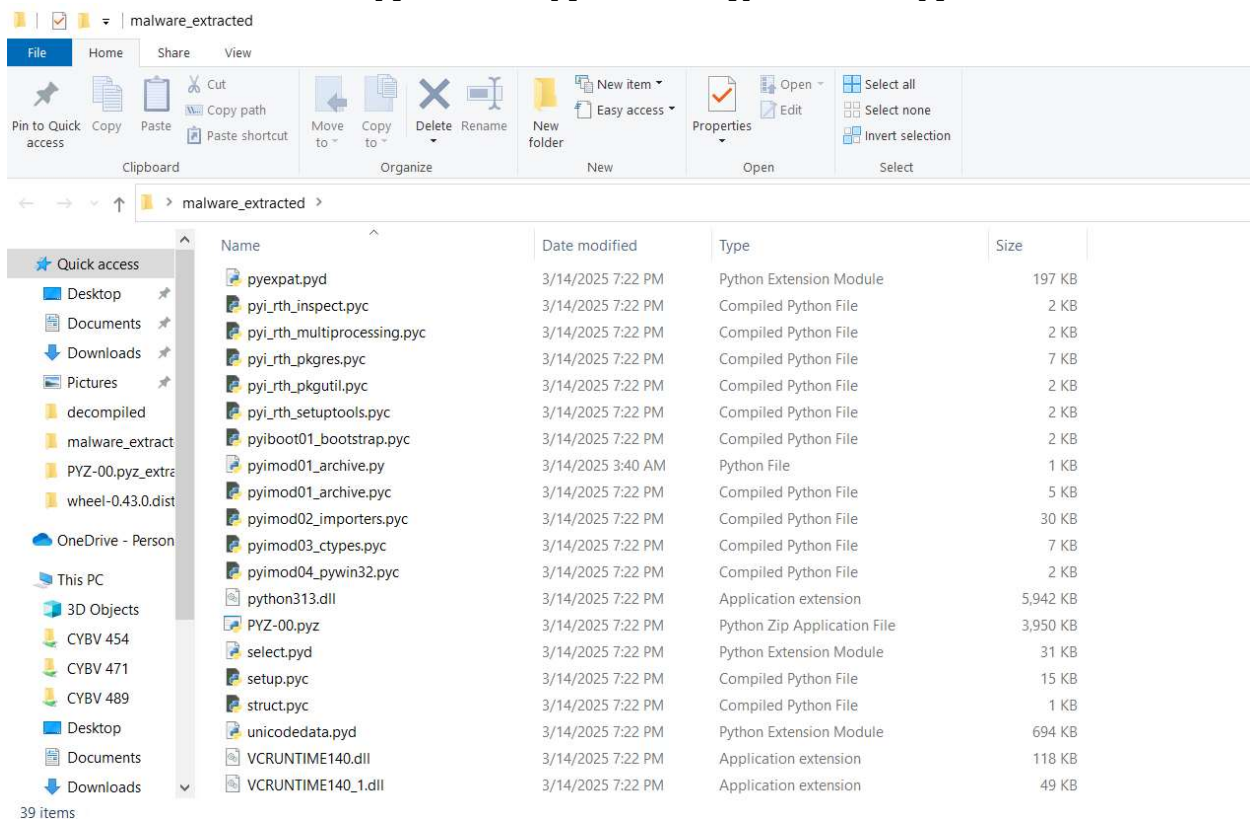 malware_extracted
File Home Share View
Pin to Quick access
Copy
Paste
Cut
Copy path
Paste shortcut
Move to
Copy to
Delete
Rename
New folder
New item
Easy access
Properties
Open
Edit
Select all
Select none
Invert selection
Clipboard Organize New Open Select
malware_extracted
Name Date modified Type Size
Quick access
Desktop
Documents
Downloads
Pictures
decompiled
malware_extract
PYZ-00.pyz_extra
wheel-0.43.0.dist
OneDrive - Person
This PC
3D Objects
CYBV 454
CYBV 471
CYBV 489
Desktop
Documents
Downloads
pyexpat.pyd 3/14/2025 7:22 PM Python Extension Module 197 KB
pyi_rth_inspect.pyc 3/14/2025 7:22 PM Compiled Python File 2 KB
pyi_rth_multiprocessing.pyc 3/14/2025 7:22 PM Compiled Python File 2 KB
pyi_rth_pkgres.pyc 3/14/2025 7:22 PM Compiled Python File 7 KB
pyi_rth_pkgutil.pyc 3/14/2025 7:22 PM Compiled Python File 2 KB
pyi_rth_setuptools.pyc 3/14/2025 7:22 PM Compiled Python File 2 KB
pyiboot01_bootstrap.pyc 3/14/2025 7:22 PM Compiled Python File 2 KB
pyimod01_archive.py 3/14/2025 3:40 AM Python File 1 KB
pyimod01_archive.pyc 3/14/2025 7:22 PM Compiled Python File 5 KB
pyimod02_importers.pyc 3/14/2025 7:22 PM Compiled Python File 30 KB
pyimod03_ctypes.pyc 3/14/2025 7:22 PM Compiled Python File 7 KB
pyimod04_pywin32.pyc 3/14/2025 7:22 PM Compiled Python File 2 KB
python313.dll 3/14/2025 7:22 PM Application extension 5,942 KB
PYZ-00.pyz 3/14/2025 7:22 PM Python Zip Application File 3,950 KB
select.pyd 3/14/2025 7:22 PM Python Extension Module 31 KB
setup.pyc 3/14/2025 7:22 PM Compiled Python File 15 KB
struct.pyc 3/14/2025 7:22 PM Compiled Python File 1 KB
unicodedata.pyd 3/14/2025 7:22 PM Python Extension Module 694 KB
VCRUNTIME140.dll 3/14/2025 7:22 PM Application extension 118 KB
VCRUNTIME140_1.dll 3/14/2025 7:22 PM Application extension 49 KB
39 items